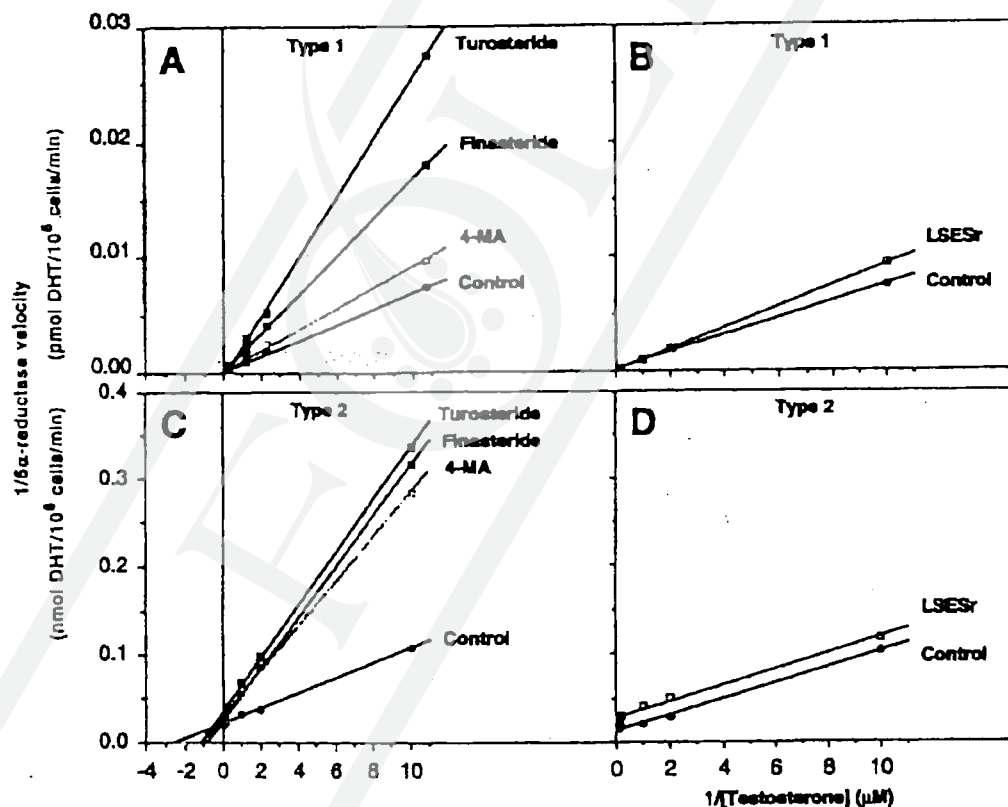 A
Type 1
Turosteride
Finasteride
4-MA
Control
0.03
0.02
0.01
0.00
B
Type 1
LSESr
Control
1/5α-reductase velocity
(pmol DHT/10⁶ cells/min)
(nmol DHT/10⁶ cells/min)
C
Type 2
Turosteride
Finasteride
4-MA
Control
0.4
0.3
0.2
0.1
0.0
-4 -2 0 2 4 6 8 10
D
Type 2
LSESr
Control
0 2 4 6 8 10
1/[Testosterone] (μM)